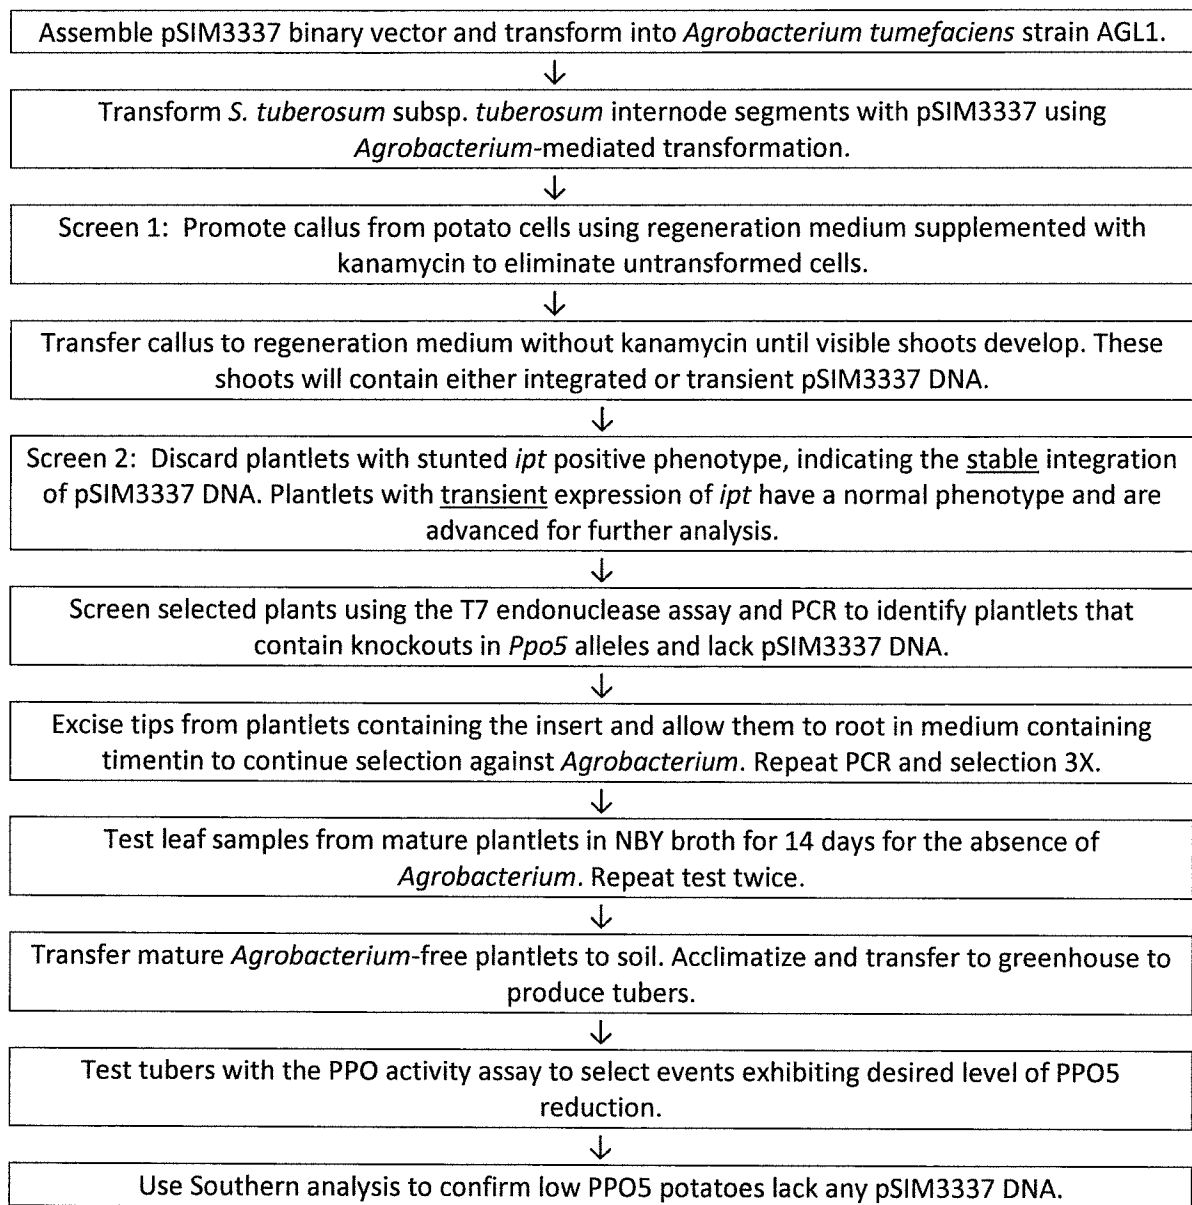 Assemble pSIM3337 binary vector and transform into Agrobacterium tumefaciens strain AGL1.
↓
Transform S. tuberosum subsp. tuberosum internode segments with pSIM3337 using
Agrobacterium-mediated transformation.
↓
Screen 1:  Promote callus from potato cells using regeneration medium supplemented with
kanamycin to eliminate untransformed cells.
↓
Transfer callus to regeneration medium without kanamycin until visible shoots develop. These
shoots will contain either integrated or transient pSIM3337 DNA.
↓
Screen 2:  Discard plantlets with stunted ipt positive phenotype, indicating the stable integration
of pSIM3337 DNA. Plantlets with transient expression of ipt have a normal phenotype and are
advanced for further analysis.
↓
Screen selected plants using the T7 endonuclease assay and PCR to identify plantlets that
contain knockouts in Ppo5 alleles and lack pSIM3337 DNA.
↓
Excise tips from plantlets containing the insert and allow them to root in medium containing
timentin to continue selection against Agrobacterium. Repeat PCR and selection 3X.
↓
Test leaf samples from mature plantlets in NBY broth for 14 days for the absence of
Agrobacterium. Repeat test twice.
↓
Transfer mature Agrobacterium-free plantlets to soil. Acclimatize and transfer to greenhouse to
produce tubers.
↓
Test tubers with the PPO activity assay to select events exhibiting desired level of PPO5
reduction.
↓
Use Southern analysis to confirm low PPO5 potatoes lack any pSIM3337 DNA.